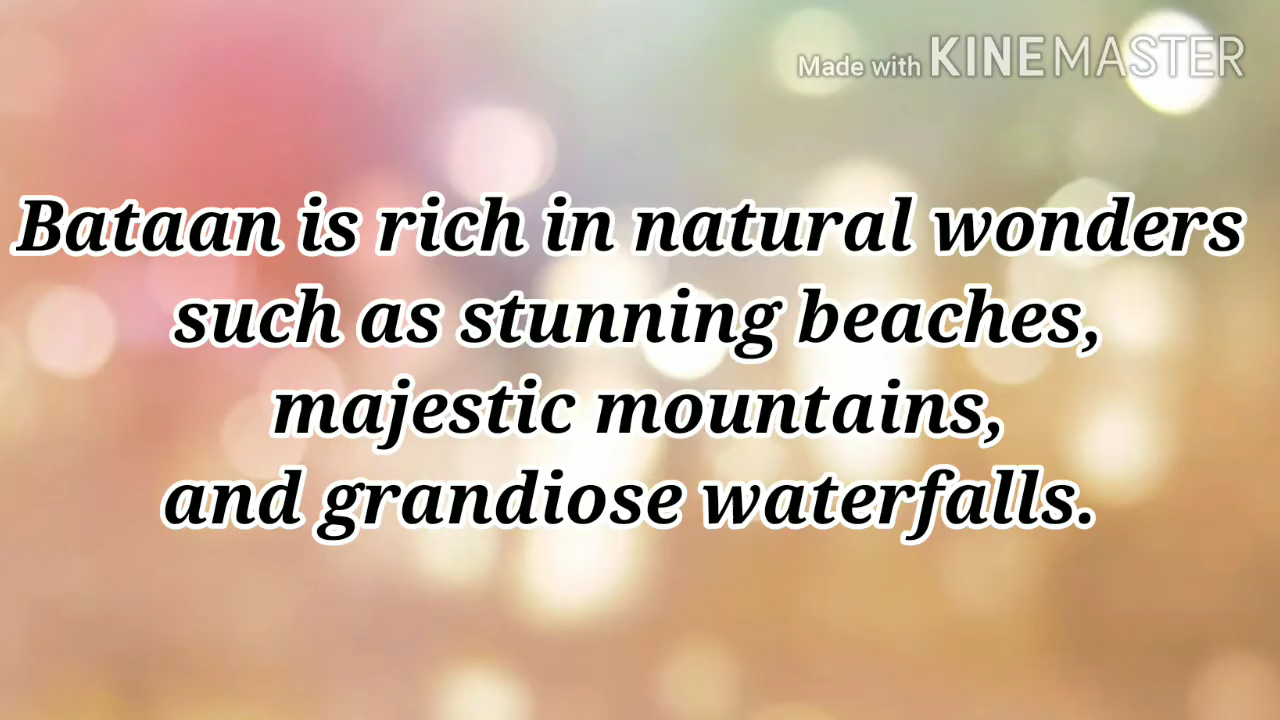 Made with KINEMASTER
Bataan is rich in natural wonders
such as stunning beaches,
majestic mountains,
and grandiose waterfalls.